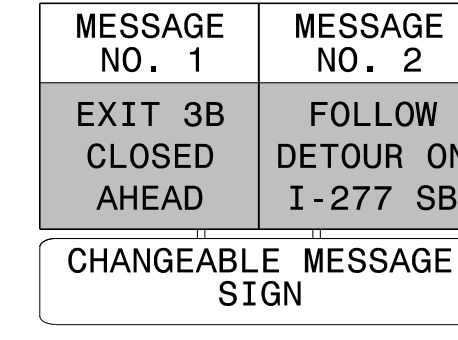 MESSAGE
NO. 1
MESSAGE
NO. 2
EXIT 3B
CLOSED
AHEAD
FOLLOW
DETOUR ON
I-277 SB
CHANGEABLE MESSAGE
SIGN